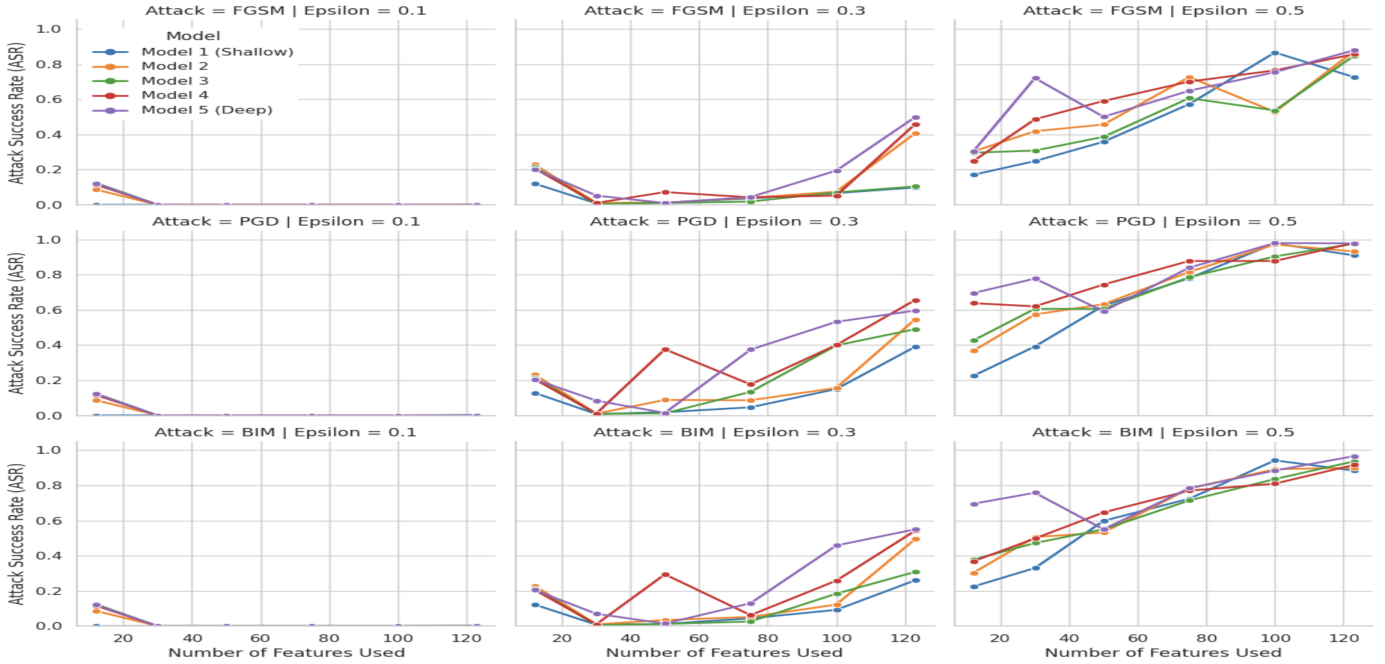 Attack = FGSM | Epsilon = 0.1
Attack = FGSM | Epsilon = 0.3
Attack = FGSM | Epsilon = 0.5
Attack Success Rate (ASR)
1.0
0.8
0.6
0.4
0.2
0.0
Model
Model 1 (Shallow)
Model 2
Model 3
Model 4
Model 5 (Deep)
Attack = PGD | Epsilon = 0.1
Attack = PGD | Epsilon = 0.3
Attack = PGD | Epsilon = 0.5
Attack Success Rate (ASR)
1.0
0.8
0.6
0.4
0.2
0.0
Attack = BIM | Epsilon = 0.1
Attack = BIM | Epsilon = 0.3
Attack = BIM | Epsilon = 0.5
Attack Success Rate (ASR)
1.0
0.8
0.6
0.4
0.2
0.0
20 40 60 80 100 120
20 40 60 80 100 120
20 40 60 80 100 120
Number of Features Used
Number of Features Used
Number of Features Used